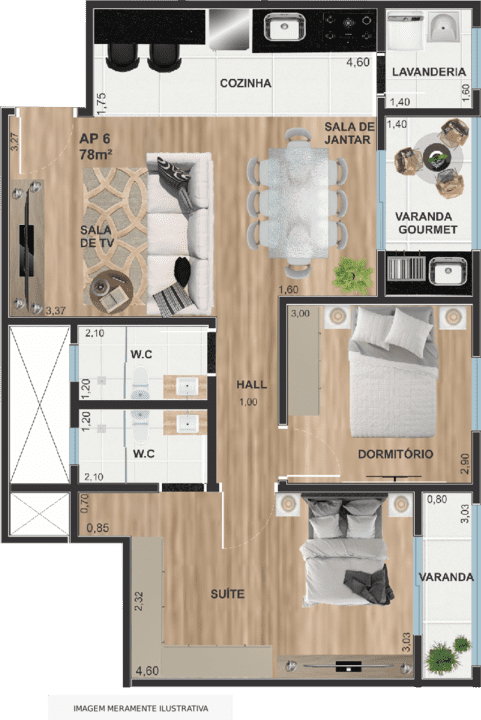 4,60
COZINHA
LAVANDERIA
1,75
1,40
1,60
3,27
AP 6
78m²
SALA DE
JANTAR
1,40
SALA
DE TV
VARANDA
GOURMET
3,37
1,60
2,10
W.C
1,20
3,00
HALL
1,00
1,20
W.C
2,10
DORMITÓRIO
2,90
0,70
0,85
0,80
3,03
VARANDA
SUÍTE
2,32
3,03
4,60
IMAGEM MERAMENTE ILUSTRATIVA